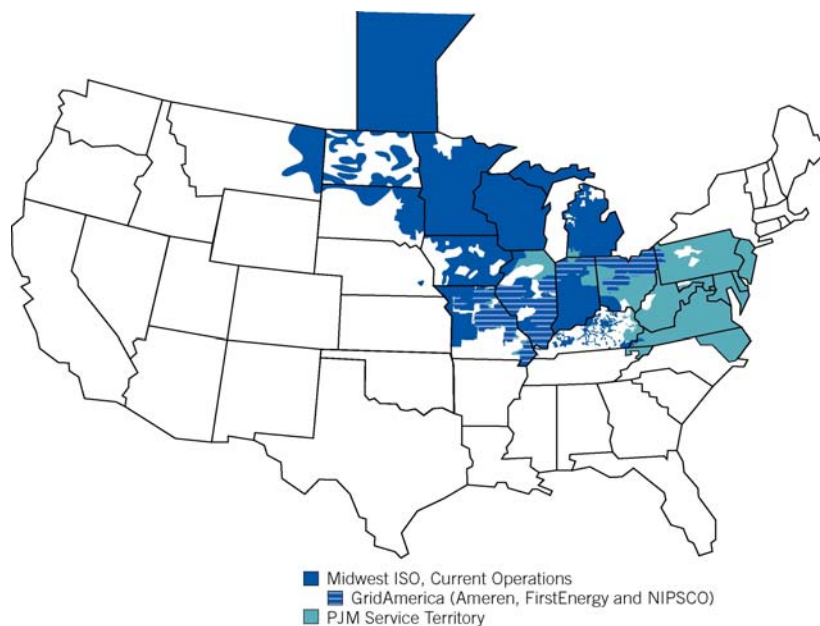 Midwest ISO, Current Operations
GridAmerica (Ameren, FirstEnergy and NIPSCO)
PJM Service Territory